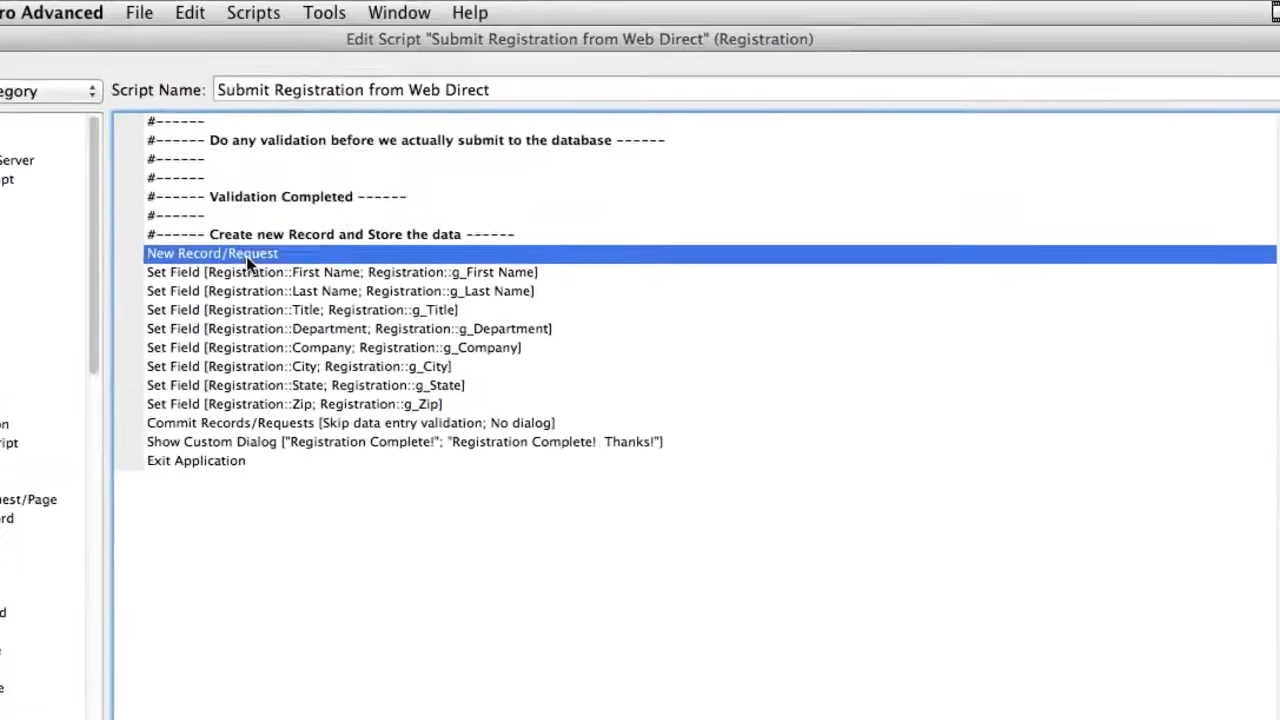 ro Advanced File Edit Scripts Tools Window Help
Edit Script "Submit Registration from Web Direct" (Registration)
egory Script Name: Submit Registration from Web Direct
#------
#------ Do any validation before we actually submit to the database ------
Server #------
pt #------
#------ Validation Completed ------
#------
#------ Create new Record and Store the data ------
New Record/Request
Set Field [Registration::First Name; Registration::g_First Name]
Set Field [Registration::Last Name; Registration::g_Last Name]
Set Field [Registration::Title; Registration::g_Title]
Set Field [Registration::Department; Registration::g_Department]
Set Field [Registration::Company; Registration::g_Company]
Set Field [Registration::City; Registration::g_City]
Set Field [Registration::State; Registration::g_State]
Set Field [Registration::Zip; Registration::g_Zip]
on Commit Records/Requests [Skip data entry validation; No dialog]
ript Show Custom Dialog ["Registration Complete!"; "Registration Complete!  Thanks!"]
Exit Application
est/Page
rd
d
e
e